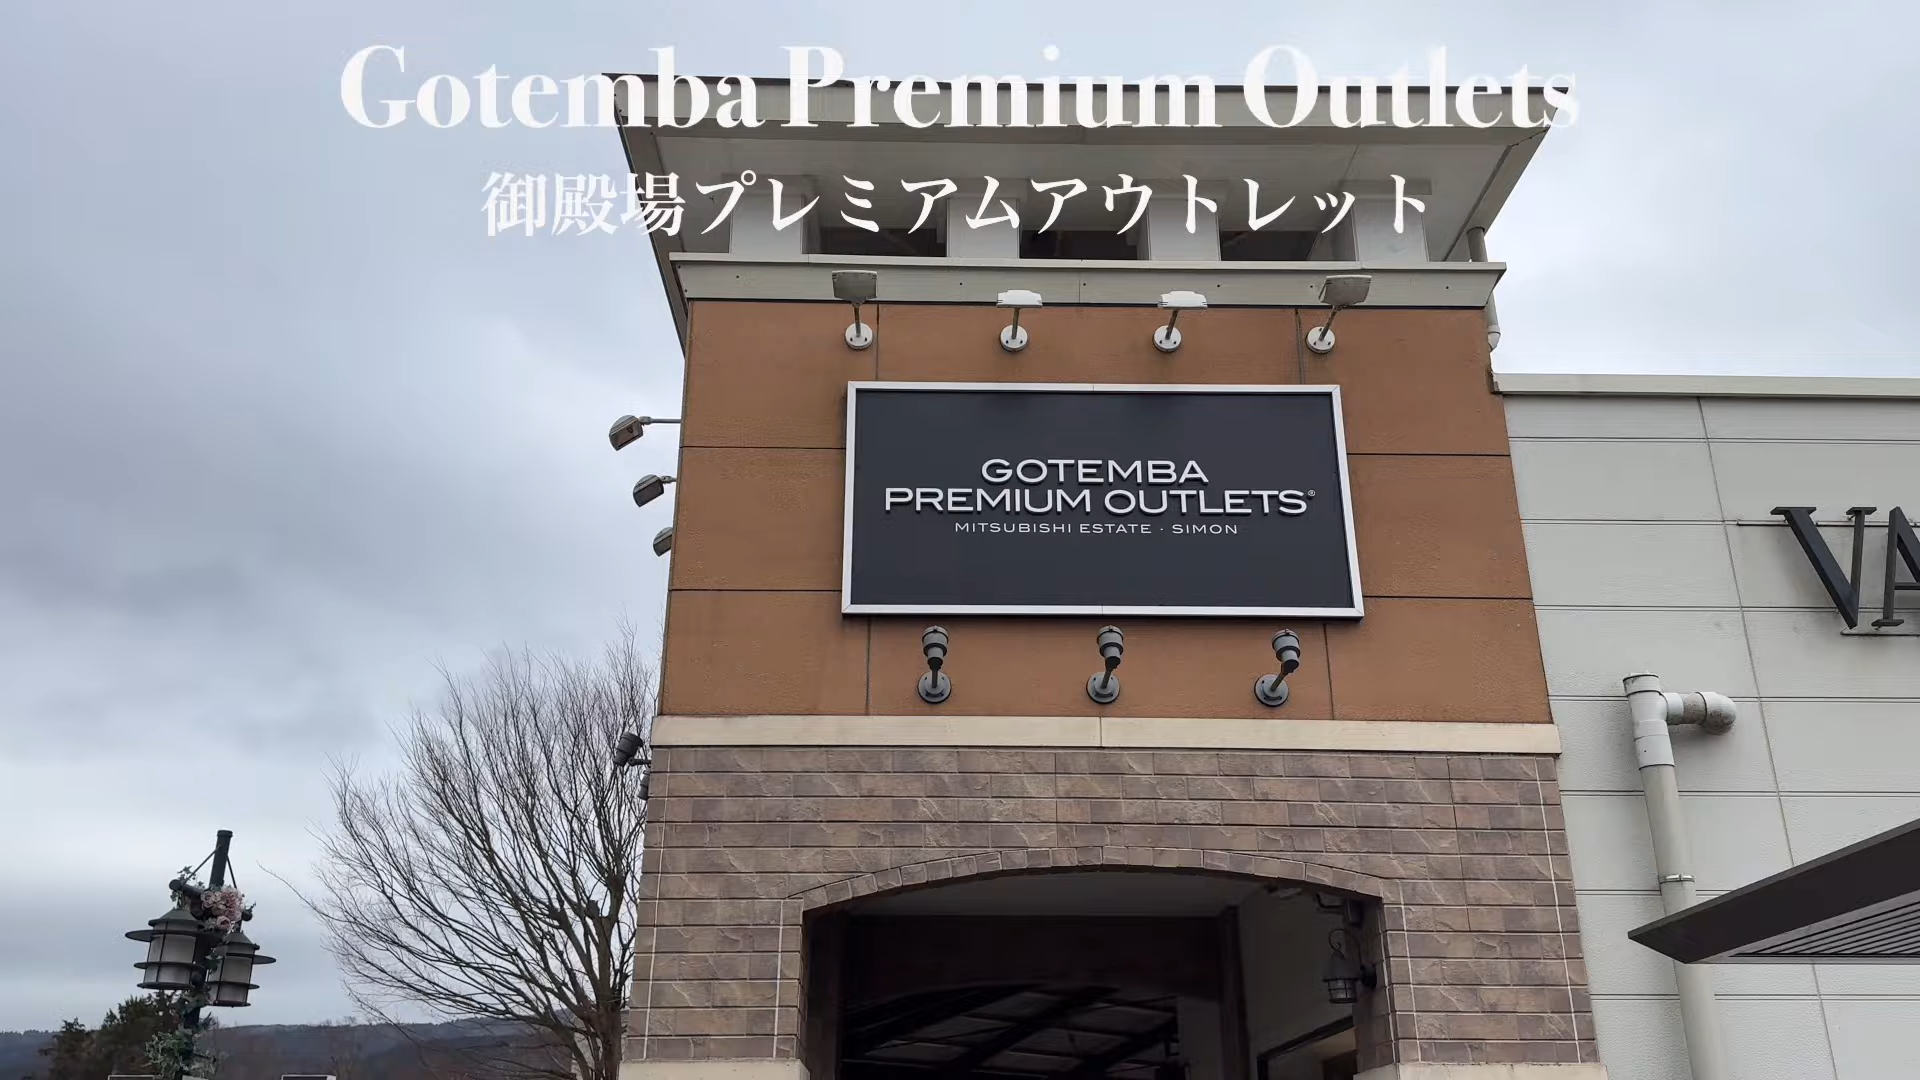 Gotemba Premium Outlets
御殿場プレミアムアウトレット
GOTEMBA
PREMIUM OUTLETS®
MITSUBISHI ESTATE · SIMON